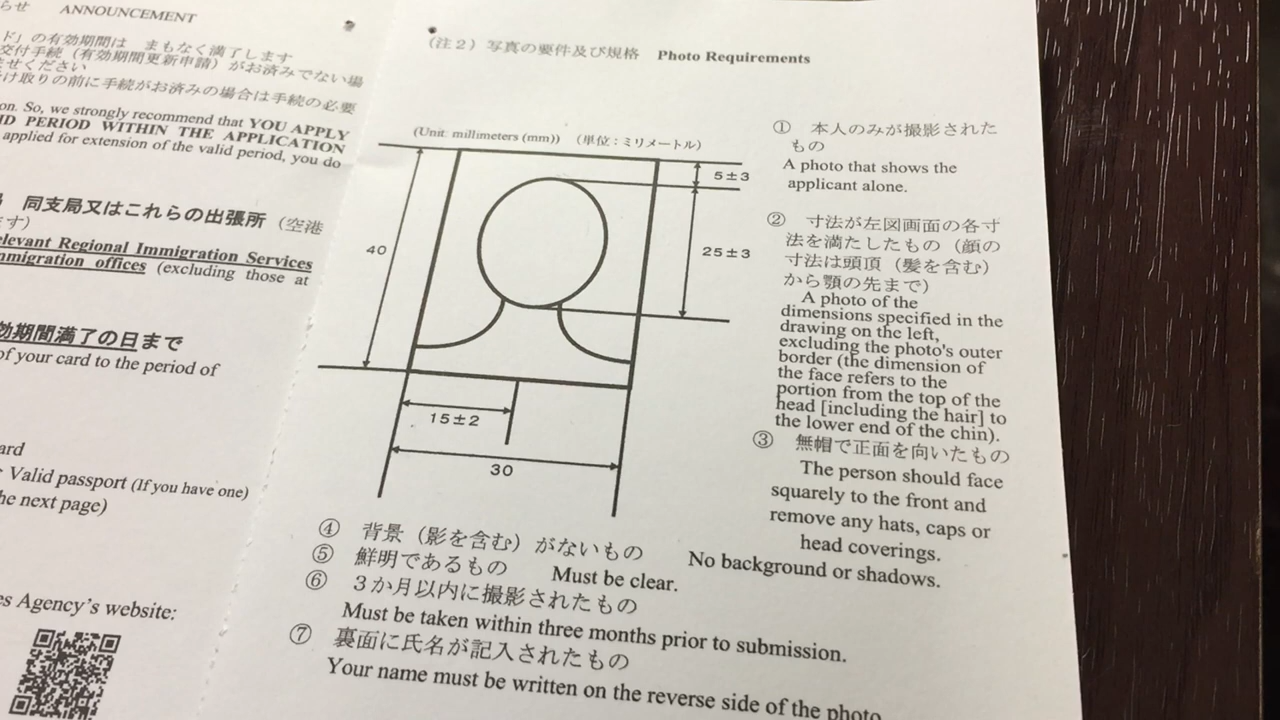 らせ ANNOUNCEMENT
ド」の有効期間は まもなく満了します
交付手続（有効期間更新申請）がお済みでない場
せください
け取りの前に手続がお済みの場合は手続の必要
on. So, we strongly recommend that YOU APPLY
ID PERIOD WITHIN THE APPLICATION
applied for extension of the valid period, you do
同支局又はこれらの出張所（空港
ます）
elevant Regional Immigration Services
mmigration offices (excluding those at
効期間満了の日まで
of your card to the period of
ard
Valid passport (If you have one)
he next page)
es Agency's website:
（注２）写真の要件及び規格 Photo Requirements
(Unit: millimeters (mm)) （単位：ミリメートル）
5±3
25±3
40
15±2
30
① 本人のみが撮影された
もの
A photo that shows the
applicant alone.
② 寸法が左図画面の各寸
法を満たしたもの（顔の
寸法は頭頂（髪を含む）
から顎の先まで）
A photo of the
dimensions specified in the
drawing on the left,
excluding the photo's outer
border (the dimension of
the face refers to the
portion from the top of the
head [including the hair] to
the lower end of the chin).
③ 無帽で正面を向いたもの
The person should face
squarely to the front and
remove any hats, caps or
head coverings.
④ 背景（影を含む）がないもの No background or shadows.
⑤ 鮮明であるもの Must be clear.
⑥ ３か月以内に撮影されたもの
Must be taken within three months prior to submission.
⑦ 裏面に氏名が記入されたもの
Your name must be written on the reverse side of the photo